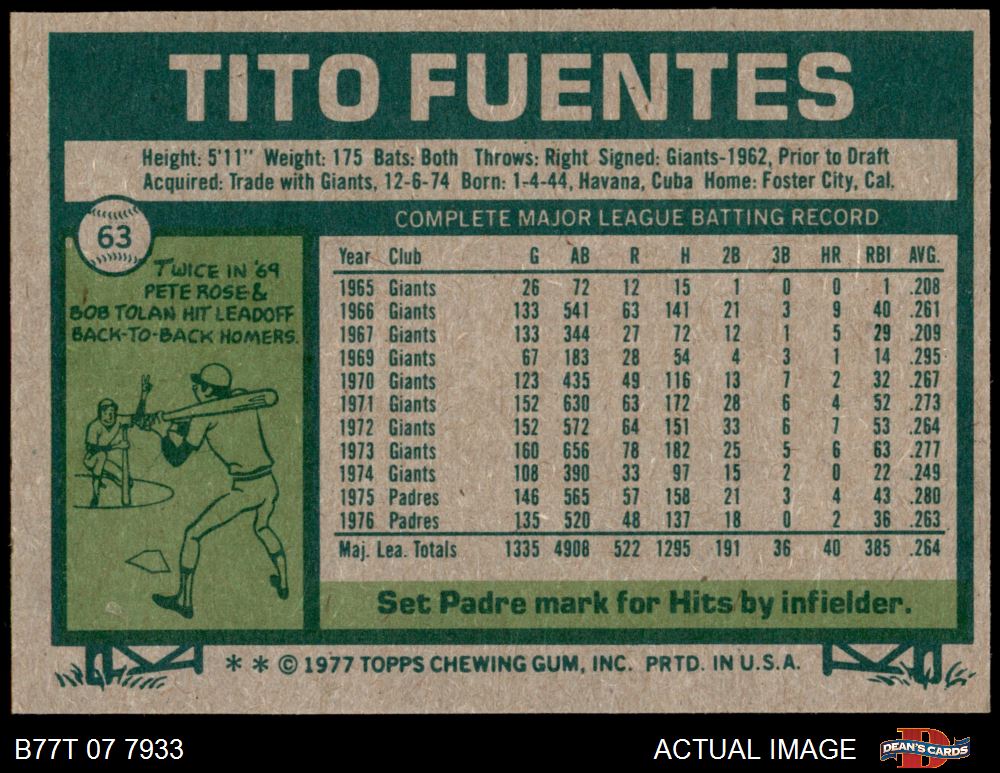 TITO FUENTES
Height: 5'11" Weight: 175 Bats: Both Throws: Right Signed: Giants-1962, Prior to Draft
Acquired: Trade with Giants, 12-6-74 Born: 1-4-44, Havana, Cuba Home: Foster City, Cal.
63
TWICE IN '69
PETE ROSE &
BOB TOLAN HIT LEADOFF
BACK-TO-BACK HOMERS.
COMPLETE MAJOR LEAGUE BATTING RECORD
Year Club G AB R H 2B 3B HR RBI AVG.
1965 Giants 26 72 12 15 1 0 0 1 .208
1966 Giants 133 541 63 141 21 3 9 40 .261
1967 Giants 133 344 27 72 12 1 5 29 .209
1969 Giants 67 183 28 54 4 3 1 14 .295
1970 Giants 123 435 49 116 13 7 2 32 .267
1971 Giants 152 630 63 172 28 6 4 52 .273
1972 Giants 152 572 64 151 33 6 7 53 .264
1973 Giants 160 656 78 182 25 5 6 63 .277
1974 Giants 108 390 33 97 15 2 0 22 .249
1975 Padres 146 565 57 158 21 3 4 43 .280
1976 Padres 135 520 48 137 18 0 2 36 .263
Maj. Lea. Totals 1335 4908 522 1295 191 36 40 385 .264
Set Padre mark for Hits by infielder.
* * © 1977 TOPPS CHEWING GUM, INC. PRTD. IN U.S.A.
B77T 07 7933
ACTUAL IMAGE
DEAN'S CARDS